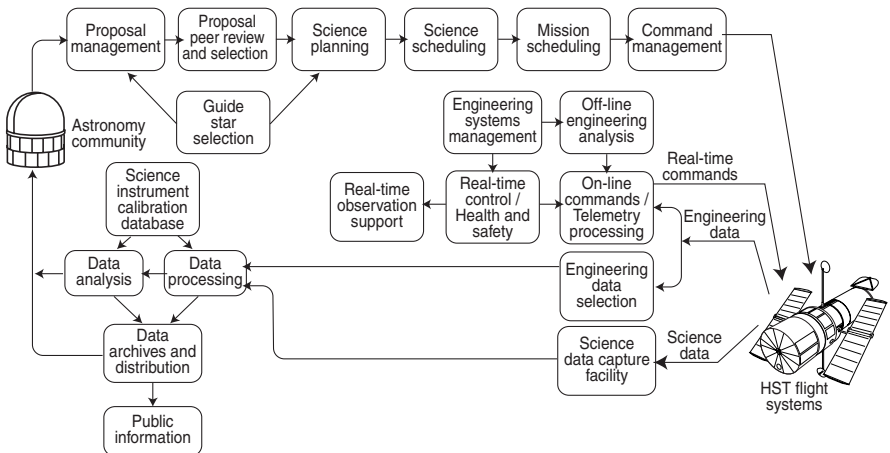 Proposal
management
Proposal
peer review
and selection
Science
planning
Science
scheduling
Mission
scheduling
Command
management
Astronomy
community
Guide
star
selection
Engineering
systems
management
Off-line
engineering
analysis
Real-time
commands
Science
instrument
calibration
database
Real-time
observation
support
Real-time
control /
Health and
safety
On-line
commands /
Telemetry
processing
Engineering
data
Data
analysis
Data
processing
Engineering
data
selection
Data
archives and
distribution
Science
data capture
facility
Science
data
HST flight
systems
Public
information